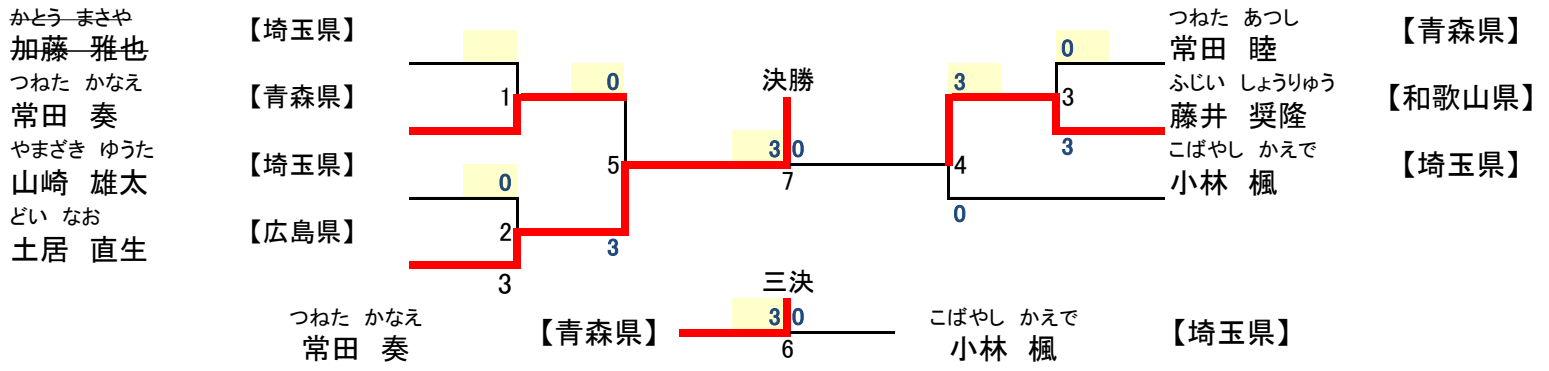 かとう まさや
加藤 雅也
【埼玉県】
つねた かなえ
常田 奏
【青森県】
1
0
やまざき ゆうた
山崎 雄太
【埼玉県】
0
5
どい なお
土居 直生
【広島県】
2
3
3
決勝
3 0
7
つねた あつし
常田 睦
【青森県】
0
ふじい しょうりゅう
藤井 奨隆
【和歌山県】
3
3
3
こばやし かえで
小林 楓
【埼玉県】
4
0
三決
3 0
6
つねた かなえ
常田 奏
【青森県】
こばやし かえで
小林 楓
【埼玉県】